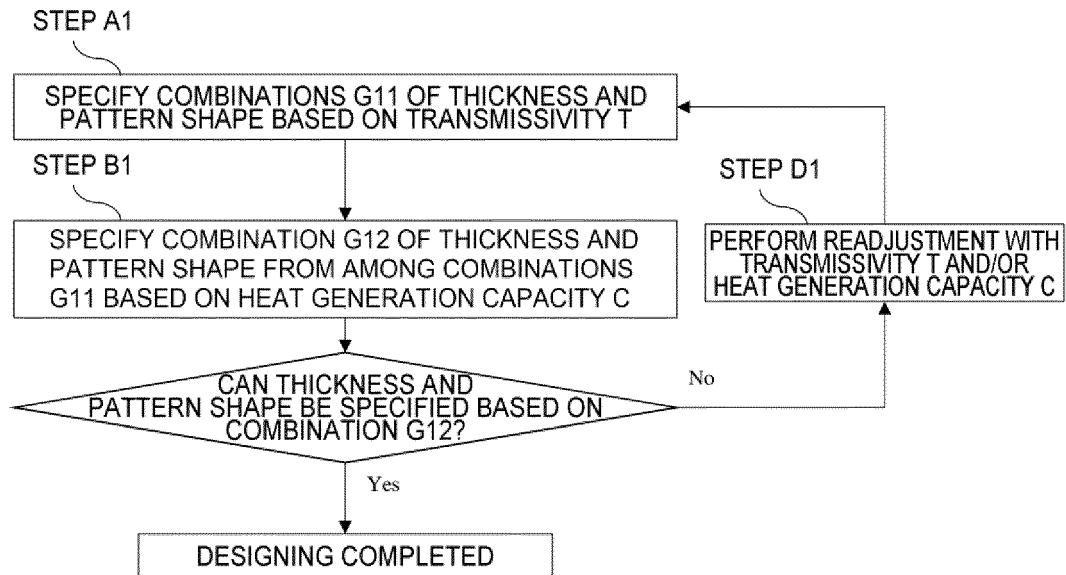 STEP A1
SPECIFY COMBINATIONS G11 OF THICKNESS AND
PATTERN SHAPE BASED ON TRANSMISSIVITY T
STEP B1
SPECIFY COMBINATION G12 OF THICKNESS AND
PATTERN SHAPE FROM AMONG COMBINATIONS
G11 BASED ON HEAT GENERATION CAPACITY C
STEP D1
PERFORM READJUSTMENT WITH
TRANSMISSIVITY T AND/OR
HEAT GENERATION CAPACITY C
CAN THICKNESS AND
PATTERN SHAPE BE SPECIFIED BASED ON
COMBINATION G12?
No
Yes
DESIGNING COMPLETED